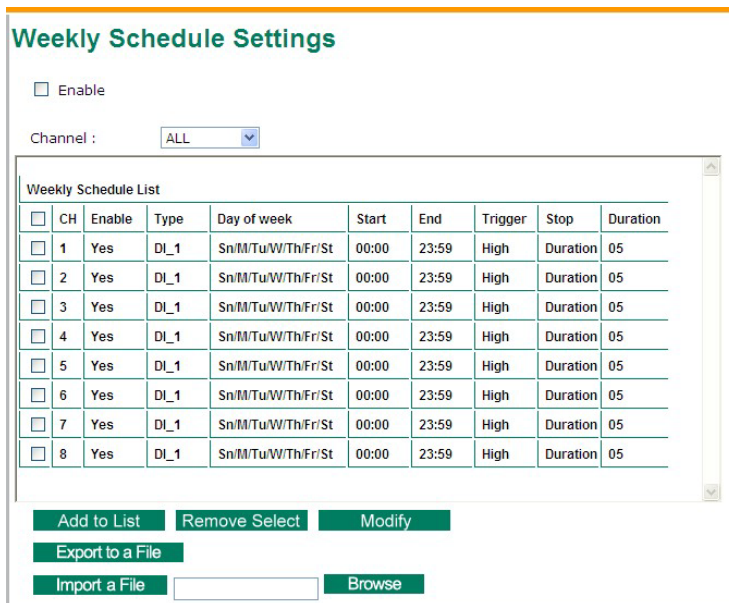 Weekly Schedule Settings
Enable
Channel : ALL
Weekly Schedule List
CH Enable Type Day of week Start End Trigger Stop Duration
1 Yes DI_1 Sn/M/Tu/W/Th/Fr/St 00:00 23:59 High Duration 05
2 Yes DI_1 Sn/M/Tu/W/Th/Fr/St 00:00 23:59 High Duration 05
3 Yes DI_1 Sn/M/Tu/W/Th/Fr/St 00:00 23:59 High Duration 05
4 Yes DI_1 Sn/M/Tu/W/Th/Fr/St 00:00 23:59 High Duration 05
5 Yes DI_1 Sn/M/Tu/W/Th/Fr/St 00:00 23:59 High Duration 05
6 Yes DI_1 Sn/M/Tu/W/Th/Fr/St 00:00 23:59 High Duration 05
7 Yes DI_1 Sn/M/Tu/W/Th/Fr/St 00:00 23:59 High Duration 05
8 Yes DI_1 Sn/M/Tu/W/Th/Fr/St 00:00 23:59 High Duration 05
Add to List Remove Select Modify
Export to a File
Import a File Browse